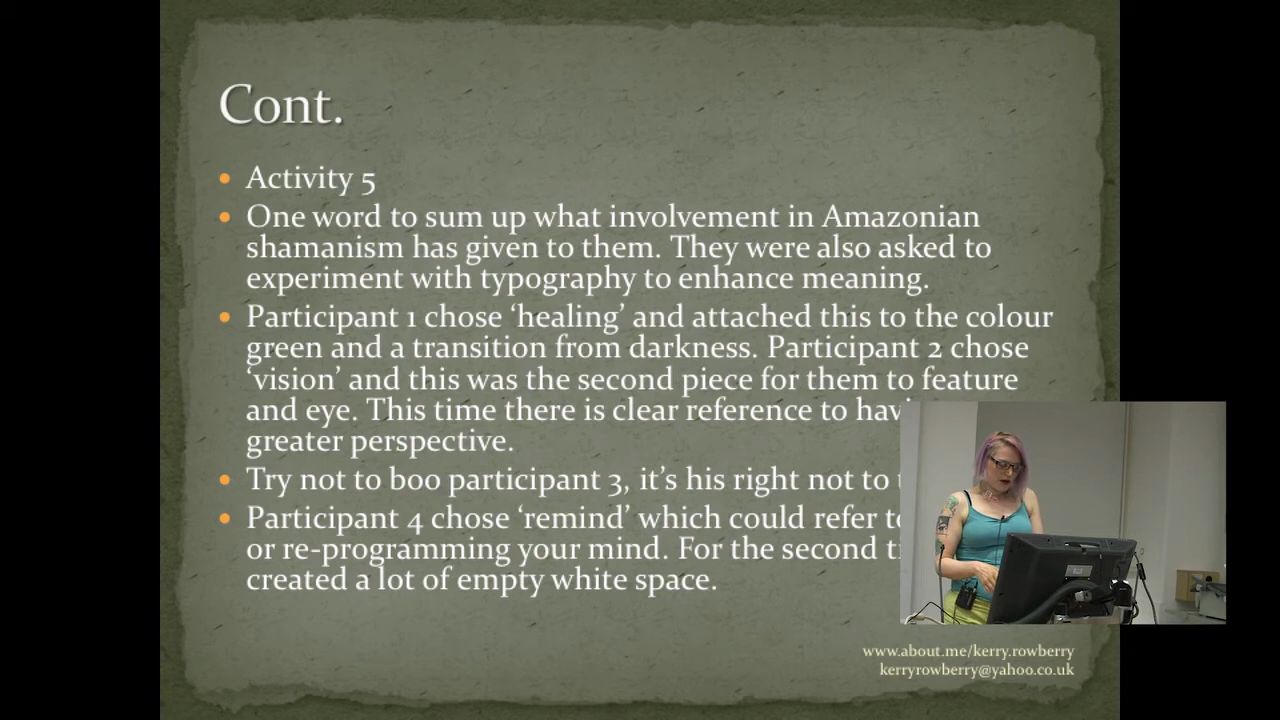 Cont.
• Activity 5
• One word to sum up what involvement in Amazonian
shamanism has given to them. They were also asked to
experiment with typography to enhance meaning.
• Participant 1 chose ‘healing’ and attached this to the colour
green and a transition from darkness. Participant 2 chose
‘vision’ and this was the second piece for them to feature
and eye. This time there is clear reference to
greater perspective.
• Try not to boo participant 3, it’s his right not to
• Participant 4 chose ‘remind’ which could refer
or re-programming your mind. For the second
created a lot of empty white space.
www.about.me/kerry.rowberry
kerryrowberry@yahoo.co.uk